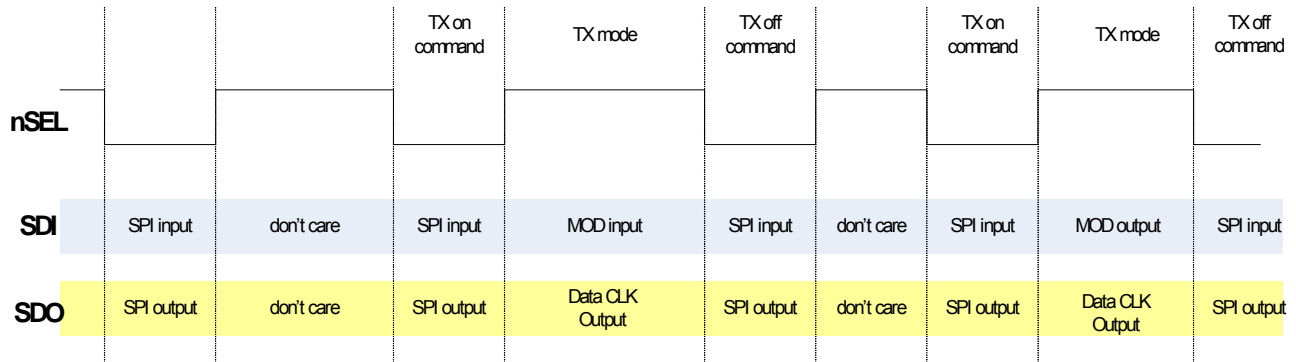 TX on command
TX mode
TX off command
TX on command
TX mode
TX off command
nSEL
SDI
SPI input
don't care
SPI input
MOD input
SPI input
don't care
SPI input
MOD output
SPI input
SDO
SPI output
don't care
SPI output
Data CLK Output
SPI output
don't care
SPI output
Data CLK Output
SPI output